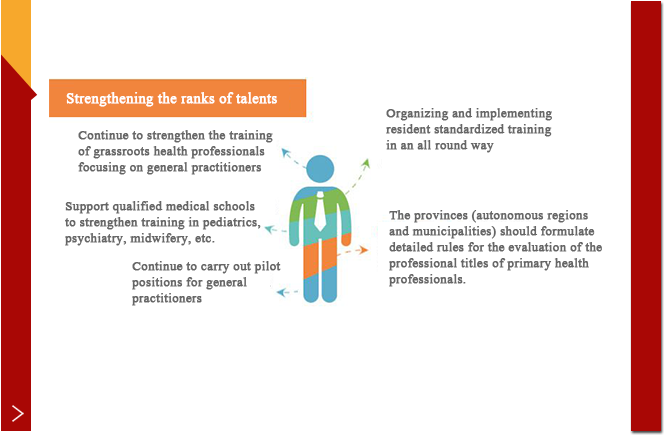 Strengthening the ranks of talents
Continue to strengthen the training
of grassroots health professionals
focusing on general practitioners
Support qualified medical schools
to strengthen training in pediatrics,
psychiatry, midwifery, etc.
Continue to carry out pilot
positions for general
practitioners
Organizing and implementing
resident standardized training
in an all round way
The provinces (autonomous regions
and municipalities) should formulate
detailed rules for the evaluation of the
professional titles of primary health
professionals.